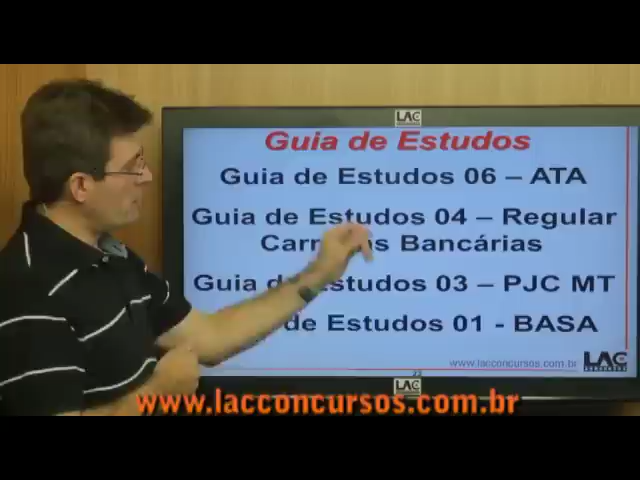 LAC
Guia de Estudos
Guia de Estudos 06 – ATA
Guia de Estudos 04 – Regular
Bancárias
Guia de Estudos 03 – PJC MT
de Estudos 01 - BASA
www.lacconcursos.com.br
LAC
LAC
www.lacconcursos.com.br